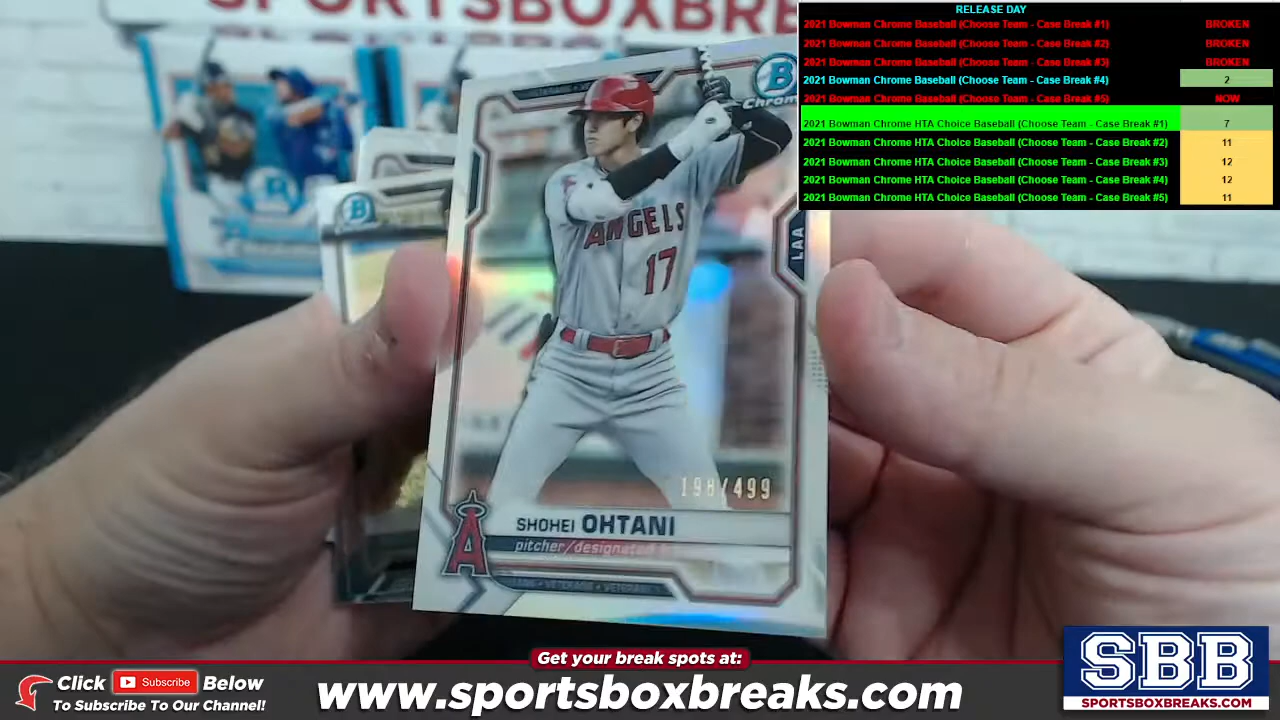 SPORTSBOXBRE
RELEASE DAY
2021 Bowman Chrome Baseball (Choose Team - Case Break #1) BROKEN
2021 Bowman Chrome Baseball (Choose Team - Case Break #2) BROKEN
2021 Bowman Chrome Baseball (Choose Team - Case Break #3) BROKEN
2021 Bowman Chrome Baseball (Choose Team - Case Break #4) 2
2021 Bowman Chrome Baseball (Choose Team - Case Break #5) NOW
2021 Bowman Chrome HTA Choice Baseball (Choose Team - Case Break #1) 7
2021 Bowman Chrome HTA Choice Baseball (Choose Team - Case Break #2) 11
2021 Bowman Chrome HTA Choice Baseball (Choose Team - Case Break #3) 12
2021 Bowman Chrome HTA Choice Baseball (Choose Team - Case Break #4) 12
2021 Bowman Chrome HTA Choice Baseball (Choose Team - Case Break #5) 11
B
Chrome
ANGELS
17
LAA
198/499
SHOHEI OHTANI
pitcher/designated
A
VETERANS
Get your break spots at:
Click Subscribe Below
To Subscribe To Our Channel!
www.sportsboxbreaks.com
SBB
SPORTSBOXBREAKS.COM